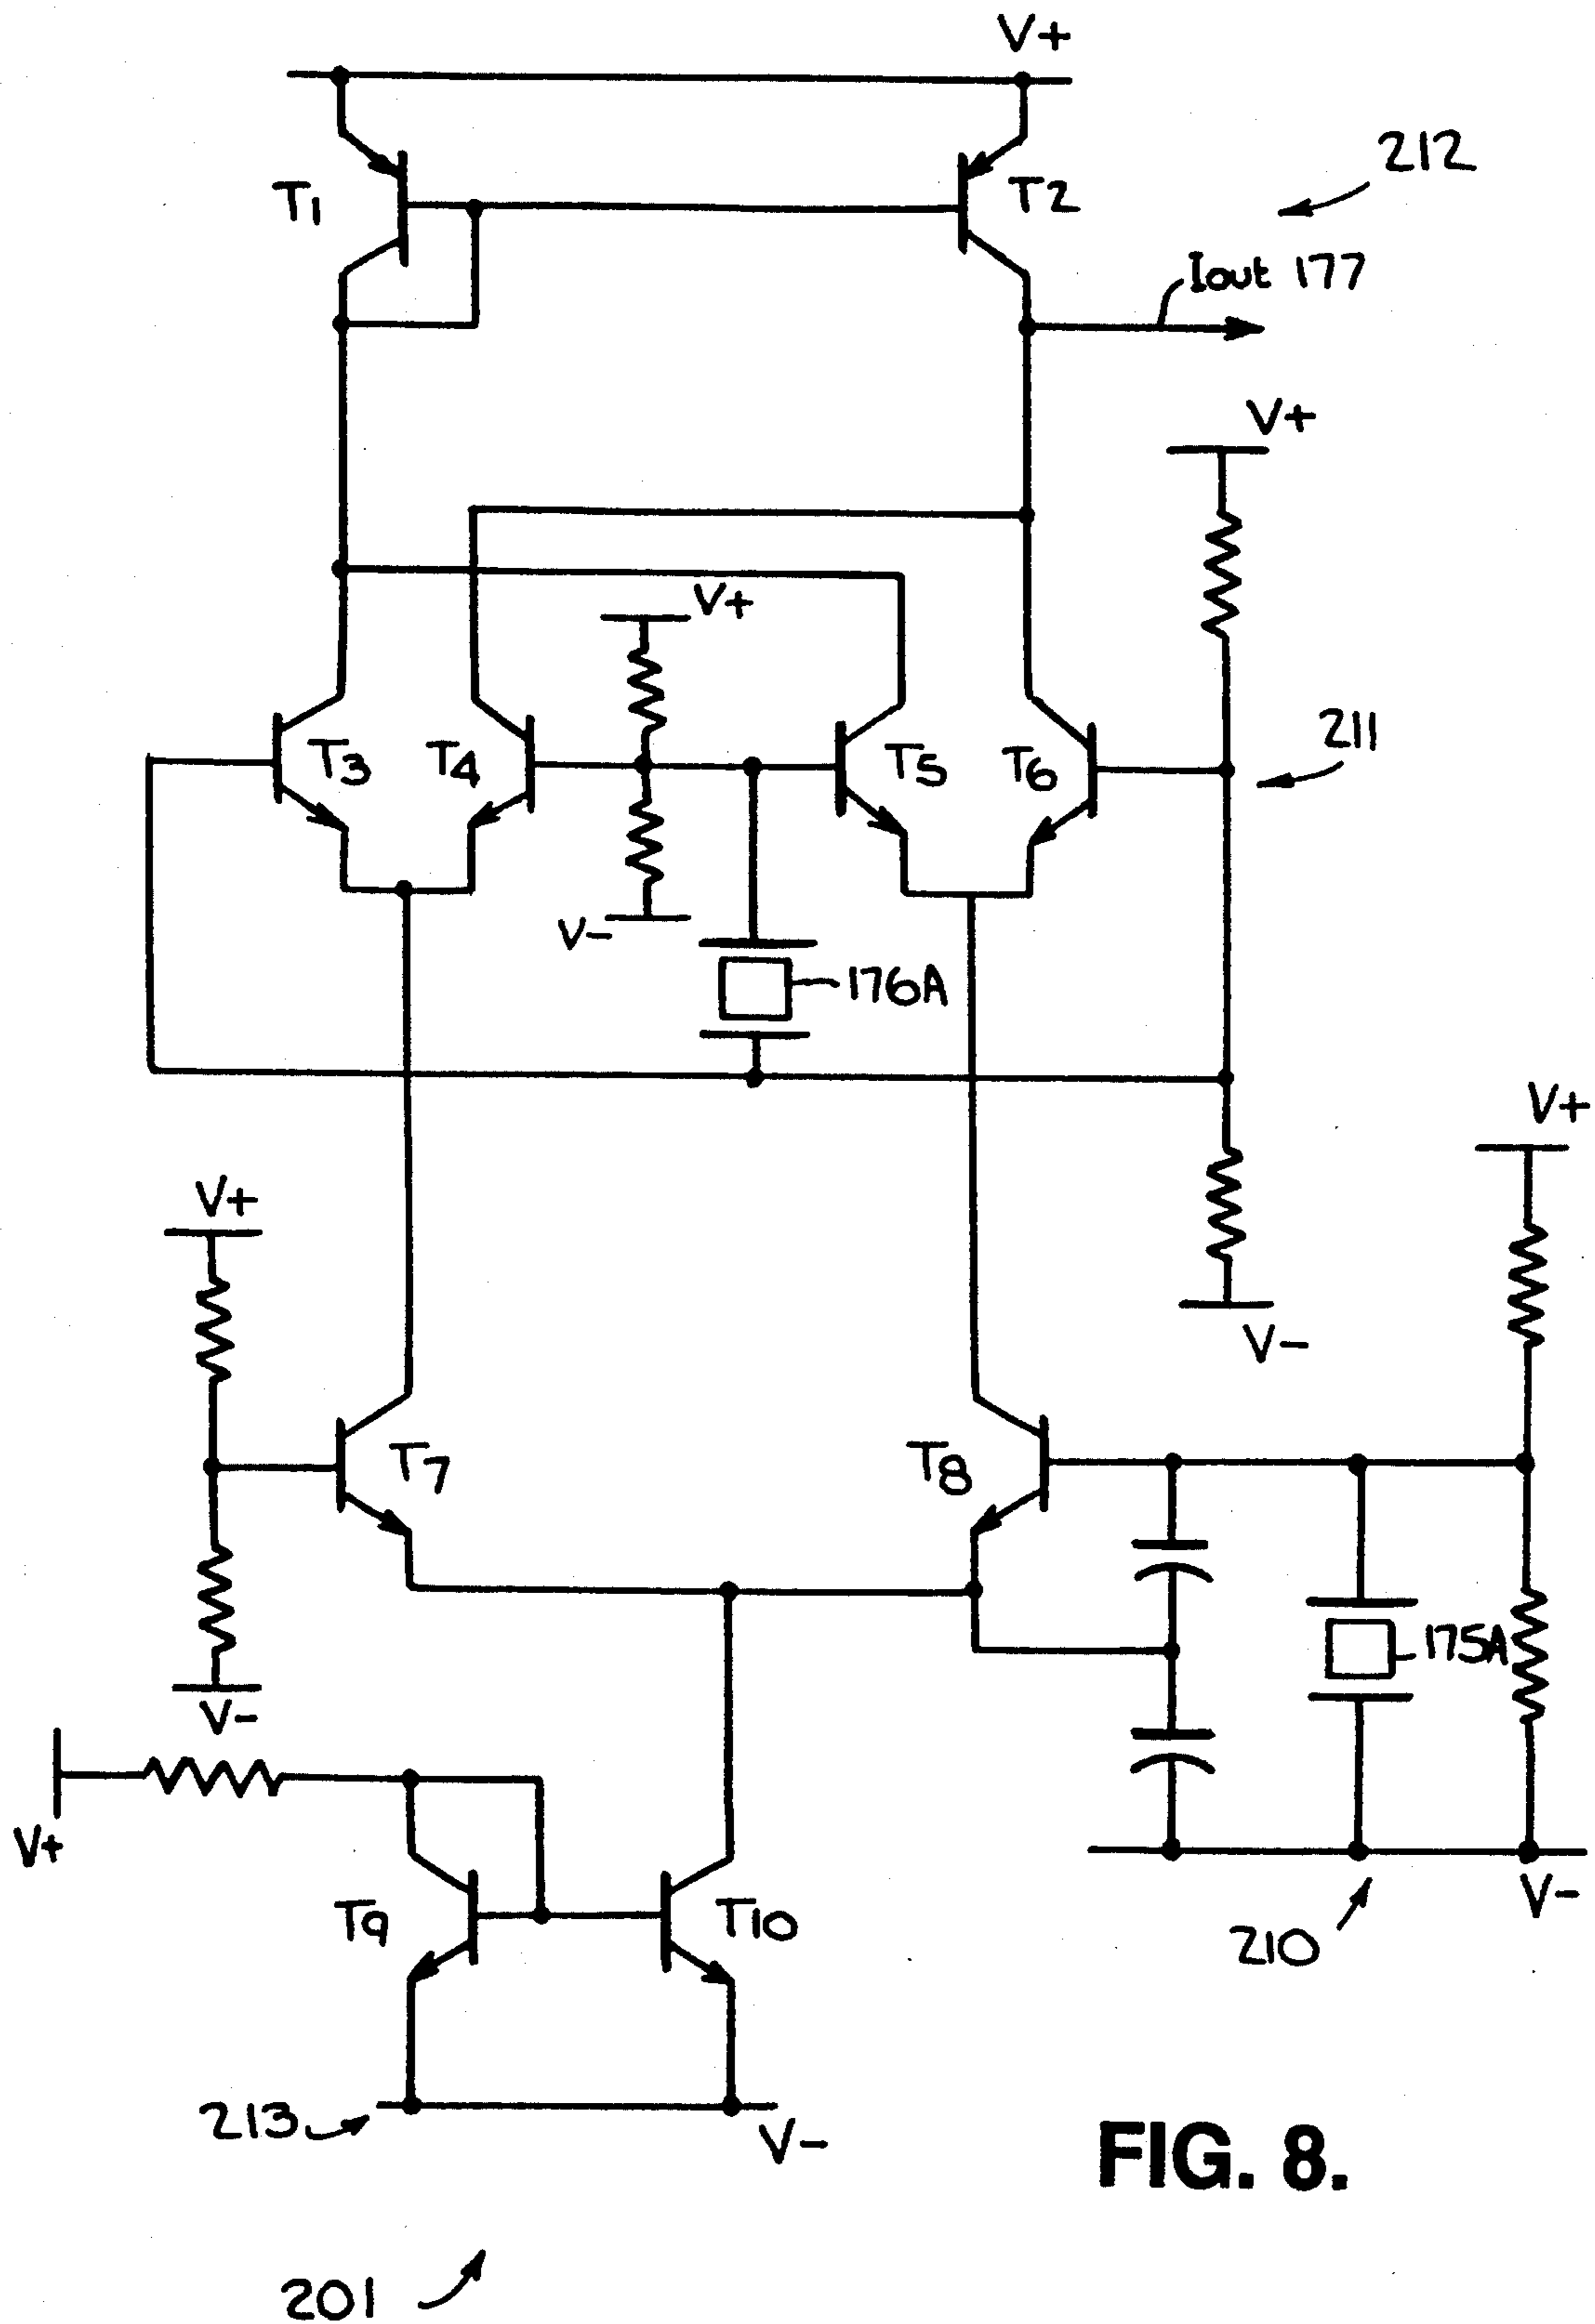 V+
212
T1
T2
Iout 177
V+
V+
211
T3
T4
T5
T6
V-
176A
V+
V+
V-
T7
T8
175A
V-
V+
T9
T10
V-
210
213
V-
FIG. 8.
201